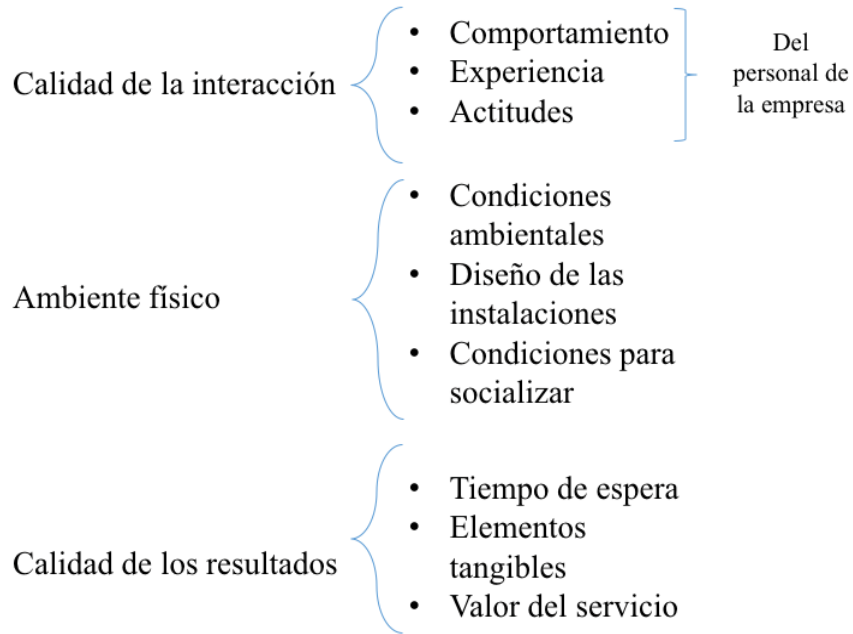 Calidad de la interacción
• Comportamiento
• Experiencia
• Actitudes
Del
personal de
la empresa
Ambiente físico
• Condiciones
ambientales
• Diseño de las
instalaciones
• Condiciones para
socializar
Calidad de los resultados
• Tiempo de espera
• Elementos
tangibles
• Valor del servicio